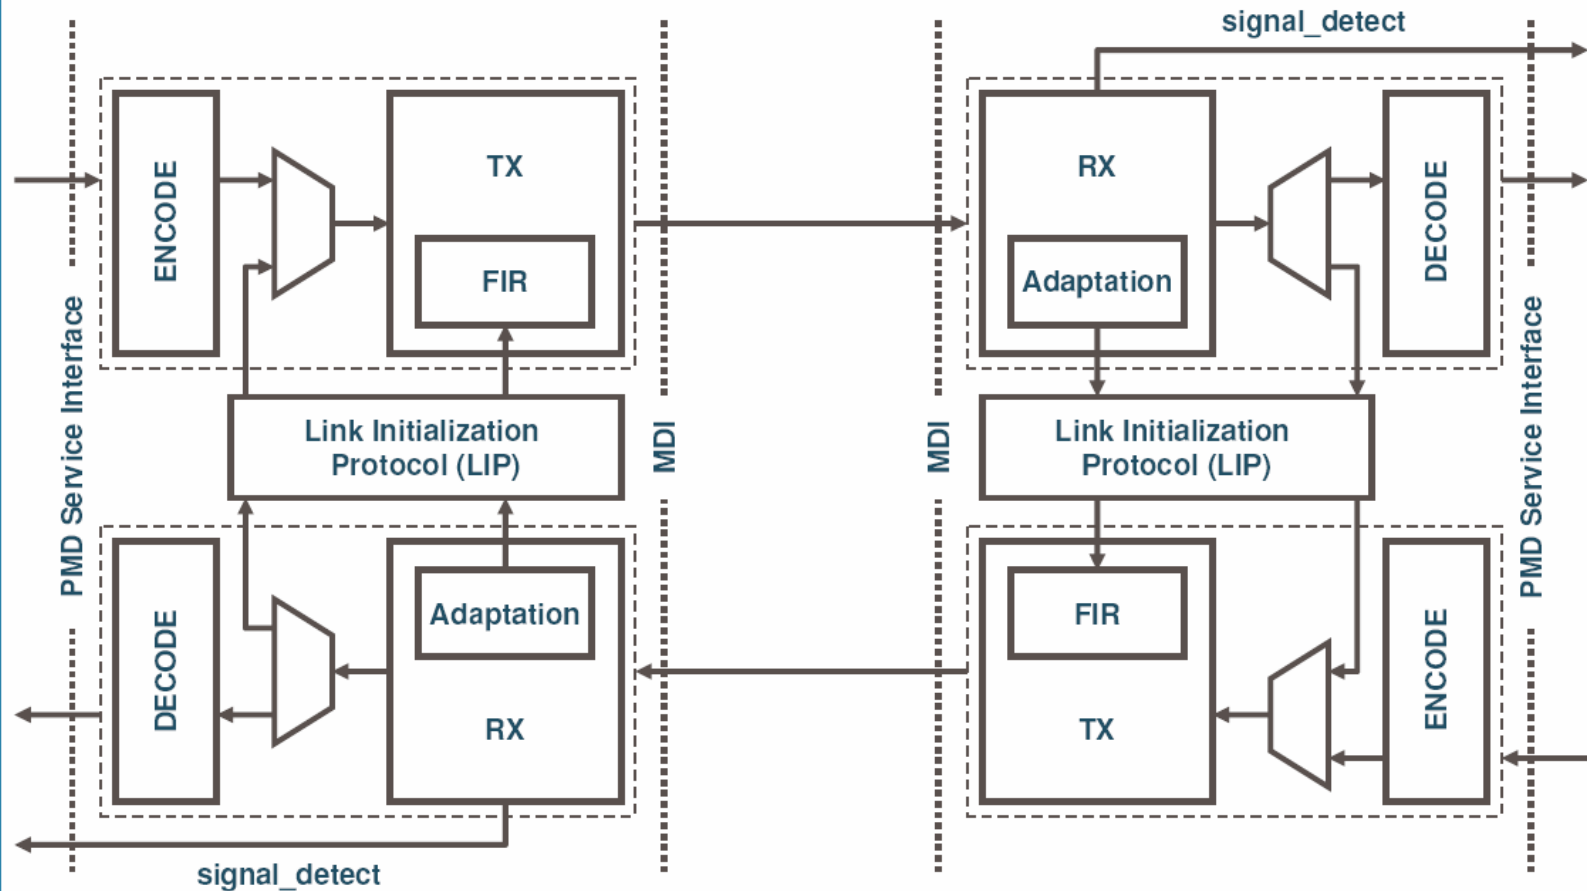 signal_detect
ENCODE
TX
FIR
RX
Adaptation
DECODE
PMD Service Interface
Link Initialization
Protocol (LIP)
MDI
MDI
Link Initialization
Protocol (LIP)
PMD Service Interface
DECODE
Adaptation
RX
FIR
TX
ENCODE
signal_detect